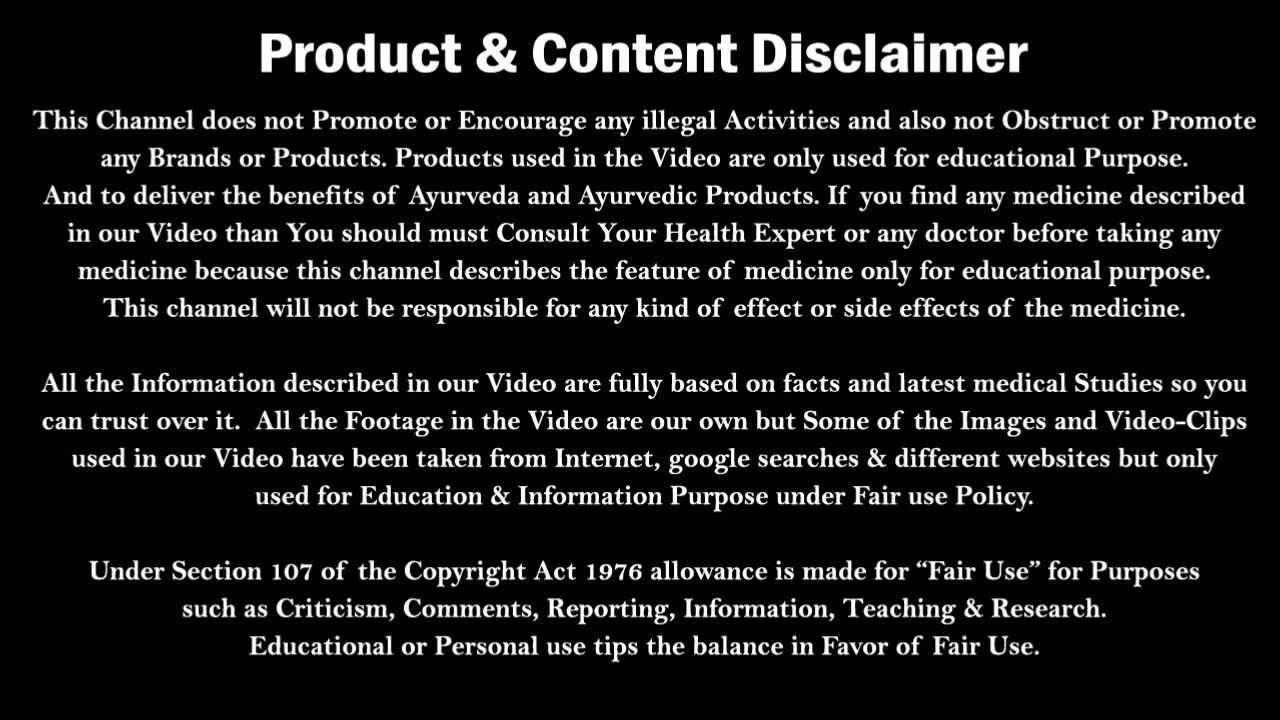 Product & Content Disclaimer
This Channel does not Promote or Encourage any illegal Activities and also not Obstruct or Promote
any Brands or Products. Products used in the Video are only used for educational Purpose.
And to deliver the benefits of Ayurveda and Ayurvedic Products. If you find any medicine described
in our Video than You should must Consult Your Health Expert or any doctor before taking any
medicine because this channel describes the feature of medicine only for educational purpose.
This channel will not be responsible for any kind of effect or side effects of the medicine.
All the Information described in our Video are fully based on facts and latest medical Studies so you
can trust over it. All the Footage in the Video are our own but Some of the Images and Video-Clips
used in our Video have been taken from Internet, google searches & different websites but only
used for Education & Information Purpose under Fair use Policy.
Under Section 107 of the Copyright Act 1976 allowance is made for “Fair Use” for Purposes
such as Criticism, Comments, Reporting, Information, Teaching & Research.
Educational or Personal use tips the balance in Favor of Fair Use.